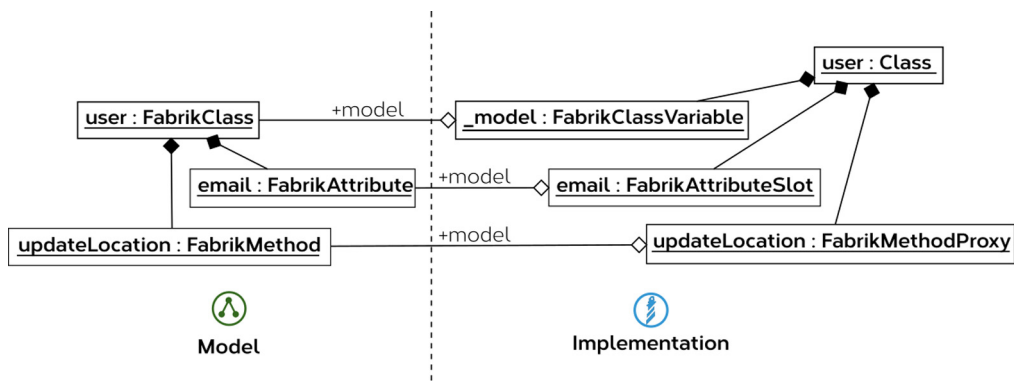 user : Class
user : FabrikClass
+model
_model : FabrikClassVariable
email : FabrikAttribute
+model
email : FabrikAttributeSlot
updateLocation : FabrikMethod
+model
updateLocation : FabrikMethodProxy
Model
Implementation